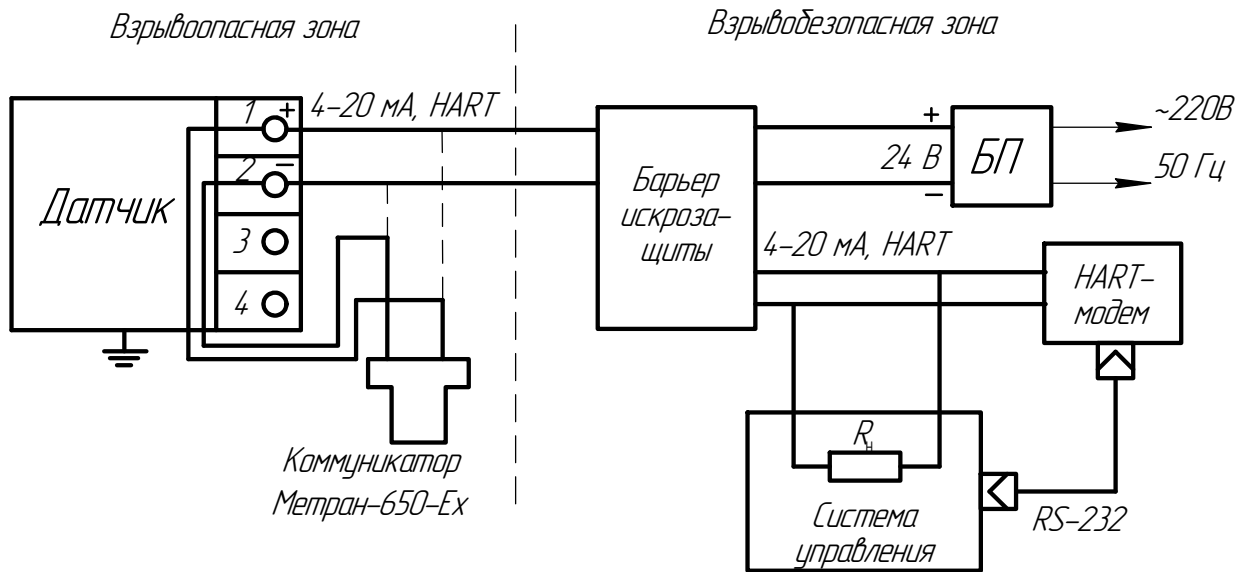 Взрывоопасная зона
Взрывобезопасная зона
Датчик
1
+
2
−
3
4
4-20 мА, HART
Барьер
искроза-
щиты
+
24 В
−
БП
~220В
50 Гц
4-20 мА, HART
HART-
модем
Rн
Система
управления
RS-232
Коммуникатор
Метран-650-Ех